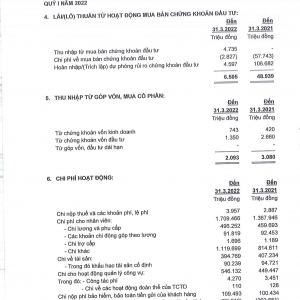 QUÝ I NĂM 2022
4. LÃI(LỖ) THUẦN TỪ HOẠT ĐỘNG MUA BÁN CHỨNG KHOÁN ĐẦU TƯ:
Đến Đến
31.3.2022 31.3.2021
Triệu đồng Triệu đồng
Thu nhập từ mua bán chứng khoán đầu tư 4.735 -
Chi phí về mua bán chứng khoán đầu tư (2.827) (57.743)
Hoàn nhập/(Trích lập) dự phòng rủi ro chứng khoán đầu tư 4.597 106.682
6.505 48.939
5. THU NHẬP TỪ GÓP VỐN, MUA CỔ PHẦN:
Đến Đến
31.3.2022 31.3.2021
Triệu đồng Triệu đồng
Từ chứng khoán vốn kinh doanh 743 420
Từ chứng khoán vốn đầu tư 1.350 2.660
Từ góp vốn, đầu tư dài hạn - -
2.093 3.080
6. CHI PHÍ HOẠT ĐỘNG:
Đến Đến
31.3.2022 31.3.2021
Triệu đồng Triệu đồng
Chi nộp thuế và các khoản phí, lệ phí 3.957 2.887
Chi phí cho nhân viên: 1.709.466 1.367.946
- Chi lương và phụ cấp 496.252 459.693
- Các khoản chi đóng góp theo lương 91.819 92.453
- Chi trợ cấp 1.696 1.189
- Chi khác 1.119.699 814.611
Chi về tài sản: 394.769 407.234
- Trong đó khấu hao tài sản cố định 90.239 94.721
Chi cho hoạt động quản lý công vụ: 546.132 449.447
Trong đó: - Công tác phí 4.270 3.451
- Chi về các hoạt động đoàn thể của TCTD 110 128
Chi nộp phí bảo hiểm, bảo toàn tiền gửi của khách hàng 109.493 100.434